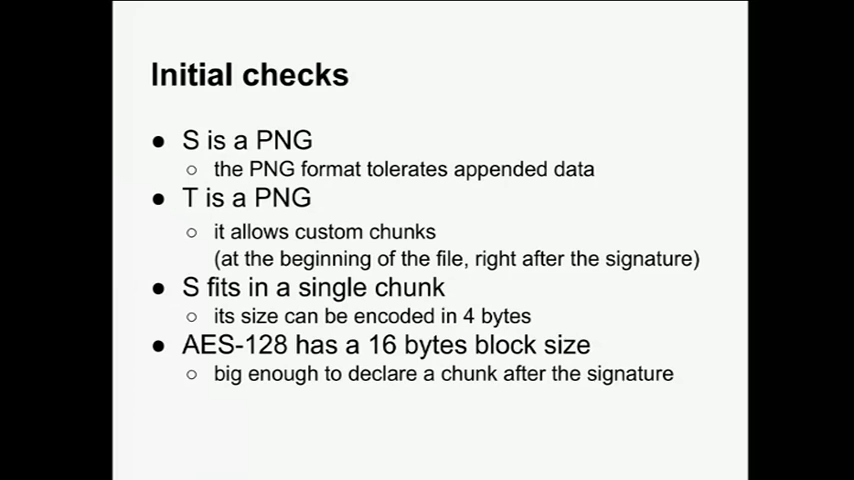 Initial checks
● S is a PNG
○ the PNG format tolerates appended data
● T is a PNG
○ it allows custom chunks
(at the beginning of the file, right after the signature)
● S fits in a single chunk
○ its size can be encoded in 4 bytes
● AES-128 has a 16 bytes block size
○ big enough to declare a chunk after the signature